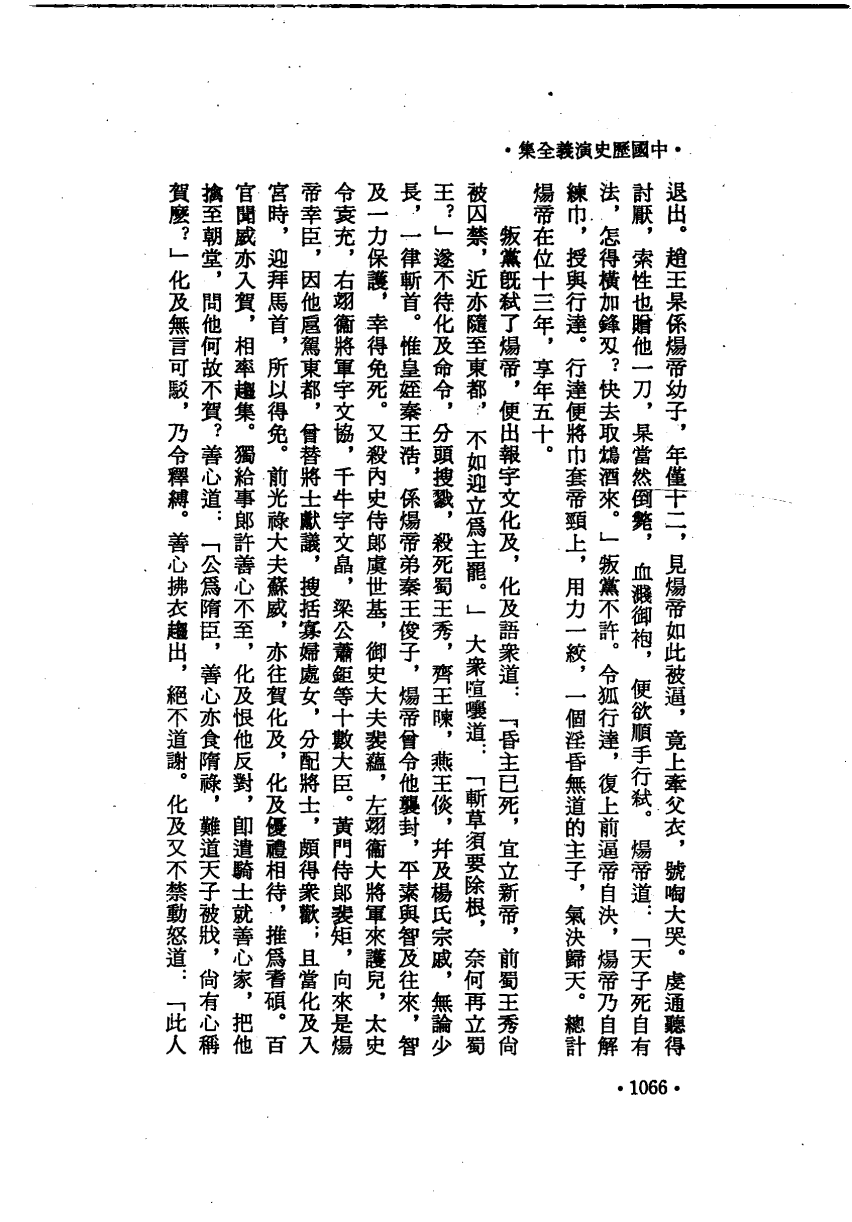 ·中國歷史演義全集·
退出。趙王杲係煬帝幼子，年僅十二，見煬帝如此被逼，竟上牽父衣，號啕大哭。虔通聽得
討厭，索性也贈他一刀，杲當然倒斃，血濺御袍，便欲順手行弒。煬帝道：「天子死自有
法，怎得橫加鋒刃？快去取鴆酒來。」叛黨不許。令狐行達，復上前逼帝自決，煬帝乃自解
練巾，授與行達。行達便將巾套帝頸上，用力一絞，一個淫昏無道的主子，氣決歸天。總計
煬帝在位十三年，享年五十。
叛黨既弒了煬帝，便出報宇文化及，化及語衆道：「昏主已死，宜立新帝，前蜀王秀尙
被囚禁，近亦隨至東都，不如迎立爲主罷。」大衆喧嚷道：「斬草須要除根，奈何再立蜀
王？」遂不待化及命令，分頭搜戮，殺死蜀王秀，齊王暕，燕王倓，幷及楊氏宗戚，無論少
長，一律斬首。惟皇姪秦王浩，係煬帝弟秦王俊子，煬帝曾令他襲封，平素與智及往來，智
及一力保護，幸得免死。又殺內史侍郎虞世基，御史大夫裴蘊，左翊衞大將軍來護兒，太史
令袁充，右翊衞將軍宇文協，千牛宇文皛，梁公蕭鉅等十數大臣。黃門侍郎裴矩，向來是煬
帝幸臣，因他扈駕東都，曾替將士獻議，搜括寡婦處女，分配將士，頗得衆歡；且當化及入
宮時，迎拜馬首，所以得免。前光祿大夫蘇威，亦往賀化及，化及優禮相待，推爲耆碩。百
官聞威亦入賀，相率趨集。獨給事郎許善心不至，化及恨他反對，卽遣騎士就善心家，把他
擒至朝堂，問他何故不賀？善心道：「公爲隋臣，善心亦食隋祿，難道天子被戕，尙有心稱
賀麼？」化及無言可駁，乃令釋縛。善心拂衣趨出，絕不道謝。化及又不禁動怒道：「此人
·1066·